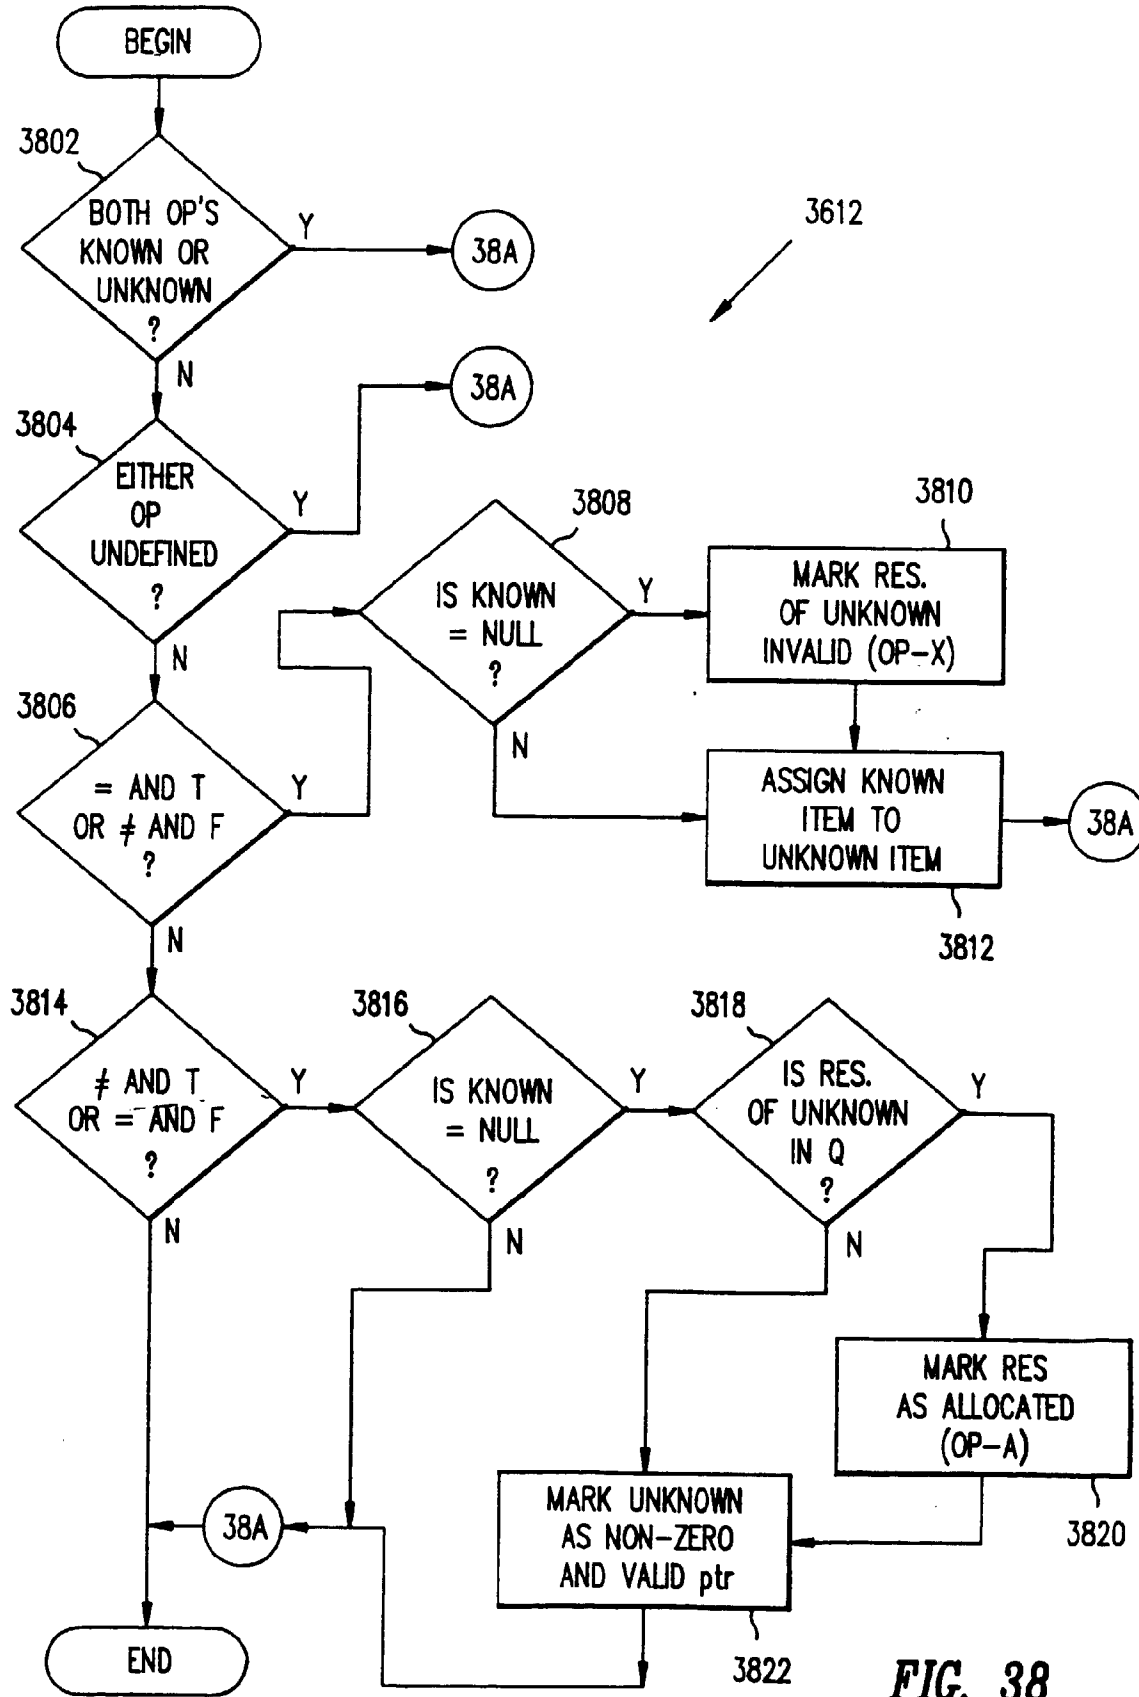 BEGIN
3802
BOTH OP'S
KNOWN OR
UNKNOWN
?
Y
38A
N
3612
3804
EITHER
OP
UNDEFINED
?
Y
38A
N
3806
= AND T
OR ≠ AND F
?
Y
N
3808
IS KNOWN
= NULL
?
Y
N
3810
MARK RES.
OF UNKNOWN
INVALID (OP-X)
ASSIGN KNOWN
ITEM TO
UNKNOWN ITEM
3812
38A
3814
≠ AND T
OR = AND F
?
Y
N
3816
IS KNOWN
= NULL
?
Y
N
3818
IS RES.
OF UNKNOWN
IN Q
?
Y
N
MARK RES
AS ALLOCATED
(OP-A)
3820
MARK UNKNOWN
AS NON-ZERO
AND VALID ptr
3822
38A
END
FIG. 38